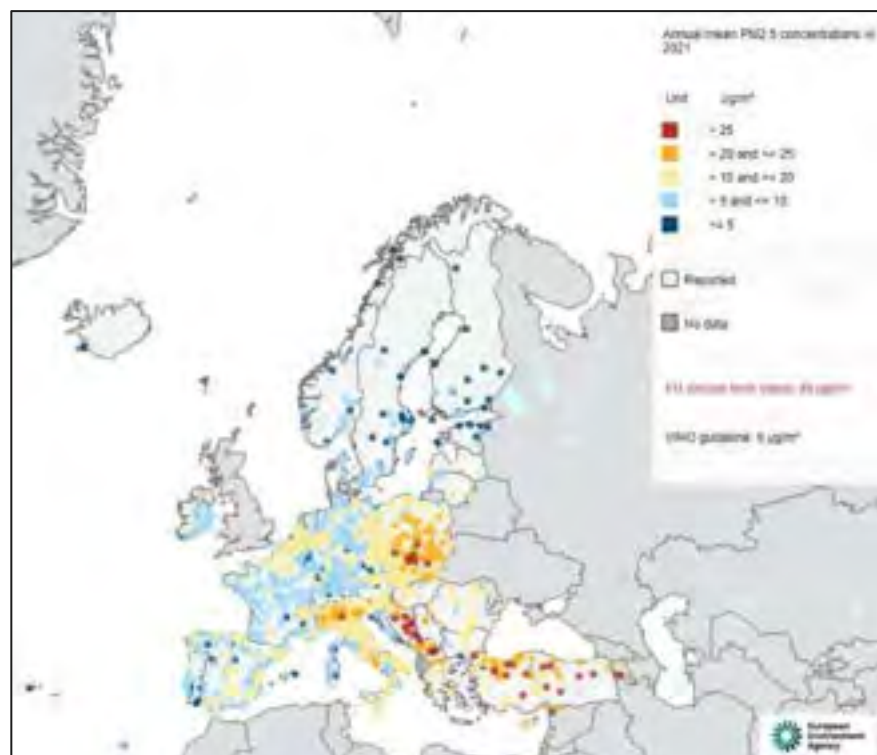 Annual mean PM2.5 concentrations in
2021
Unit μg/m³
> 25
> 20 and <= 25
> 10 and <= 20
> 5 and <= 10
<= 5
Reported
No data
EU annual limit value: μg/m³
WHO guideline: 5 μg/m³
European
Environment
Agency